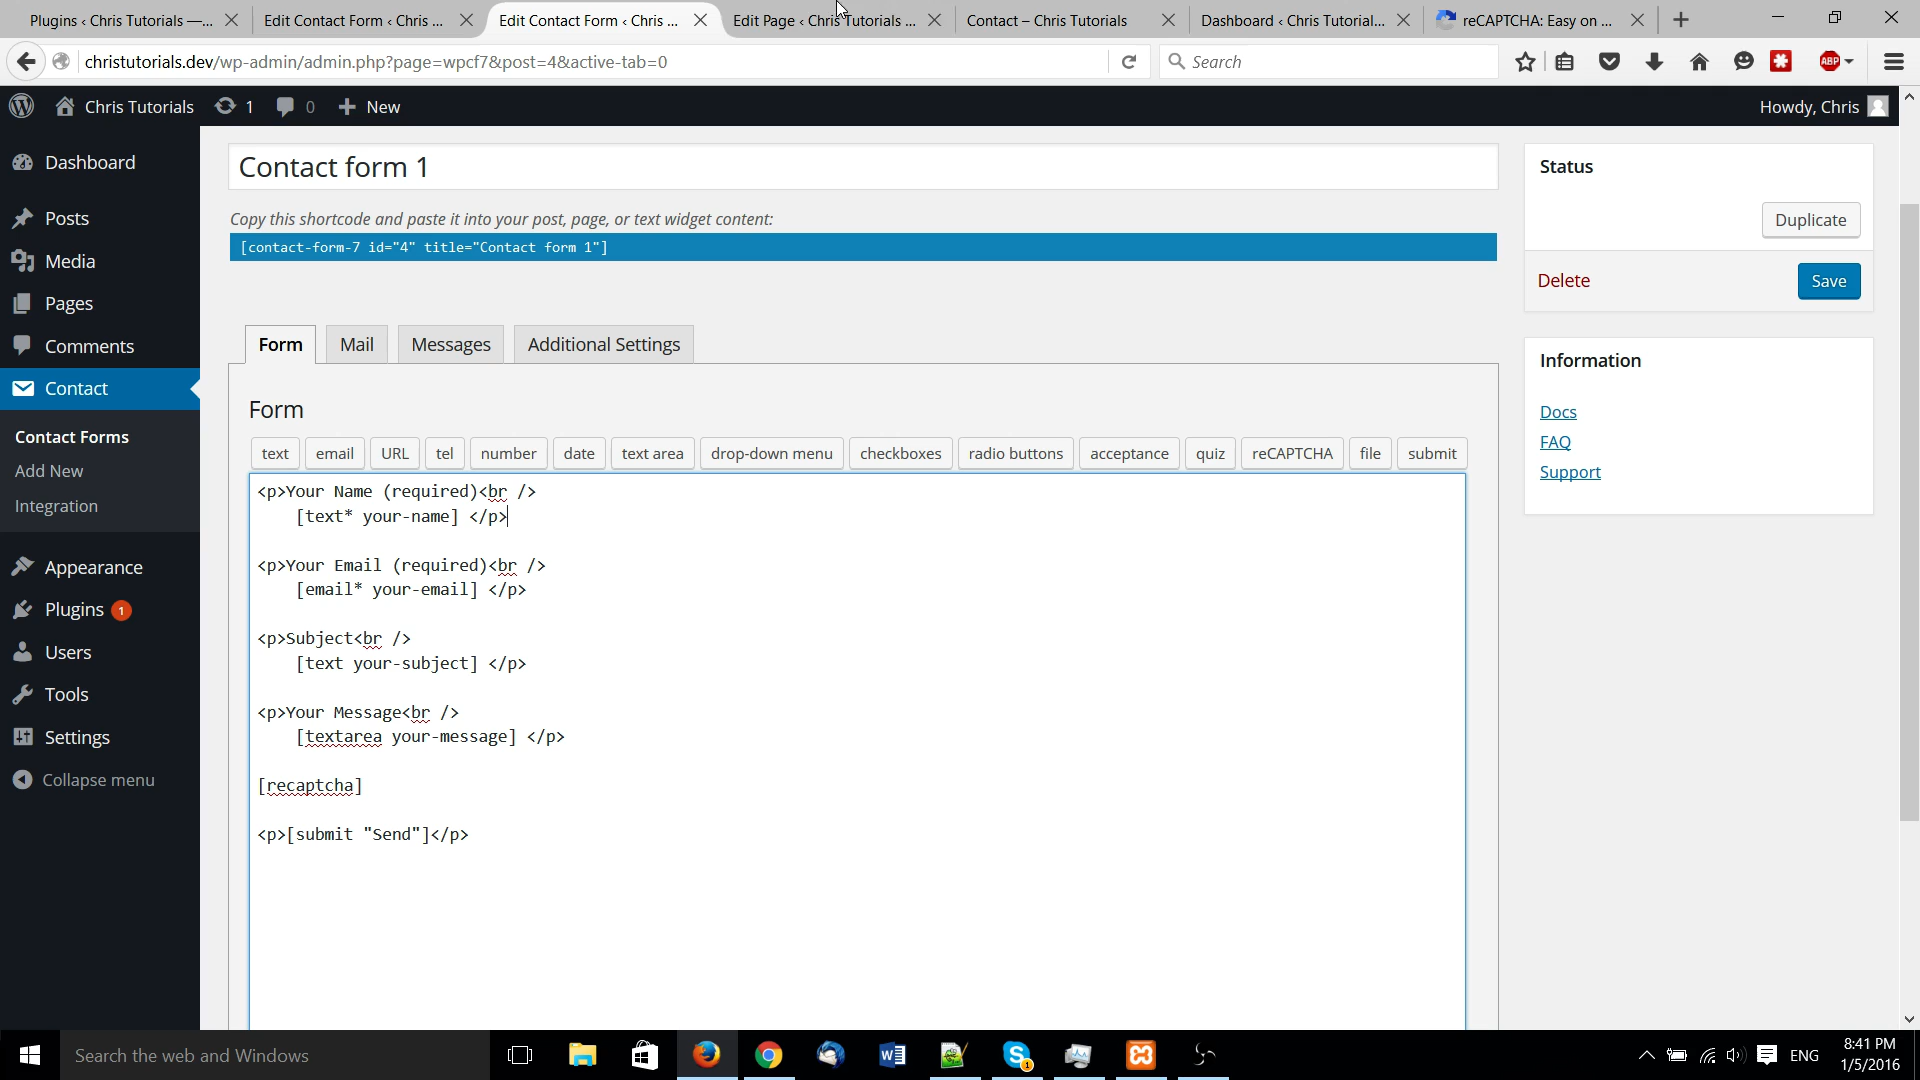 Plugins ‹ Chris Tutorials —...
Edit Contact Form ‹ Chris ...
Edit Contact Form ‹ Chris ...
Edit Page ‹ Chris Tutorials ...
Contact – Chris Tutorials
Dashboard ‹ Chris Tutorial...
reCAPTCHA: Easy on ...
christutorials.dev/wp-admin/admin.php?page=wpcf7&post=4&active-tab=0
Search
ABP
Chris Tutorials
1
0
New
Howdy, Chris
Dashboard
Posts
Media
Pages
Comments
Contact
Contact Forms
Add New
Integration
Appearance
Plugins 1
Users
Tools
Settings
Collapse menu
Contact form 1
Copy this shortcode and paste it into your post, page, or text widget content:
[contact-form-7 id="4" title="Contact form 1"]
Form
Mail
Messages
Additional Settings
Form
text
email
URL
tel
number
date
text area
drop-down menu
checkboxes
radio buttons
acceptance
quiz
reCAPTCHA
file
submit
<p>Your Name (required)<br />
[text* your-name] </p>
<p>Your Email (required)<br />
[email* your-email] </p>
<p>Subject<br />
[text your-subject] </p>
<p>Your Message<br />
[textarea your-message] </p>
[recaptcha]
<p>[submit "Send"]</p>
Status
Duplicate
Delete
Save
Information
Docs
FAQ
Support
Search the web and Windows
1
ENG
8:41 PM
1/5/2016